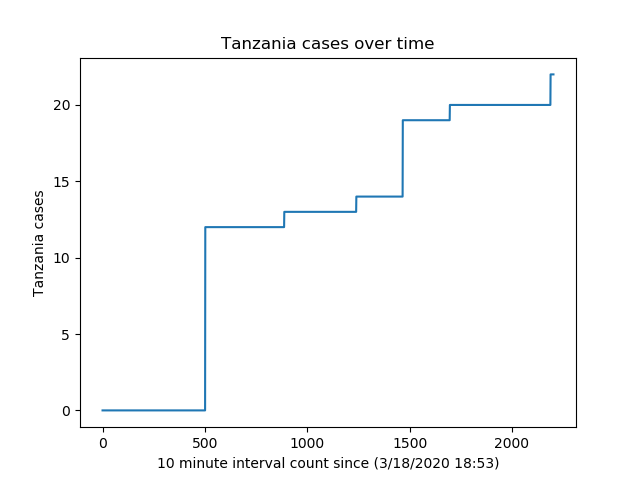 Tanzania cases over time
Tanzania cases
20
15
10
5
0
0 500 1000 1500 2000
10 minute interval count since (3/18/2020 18:53)